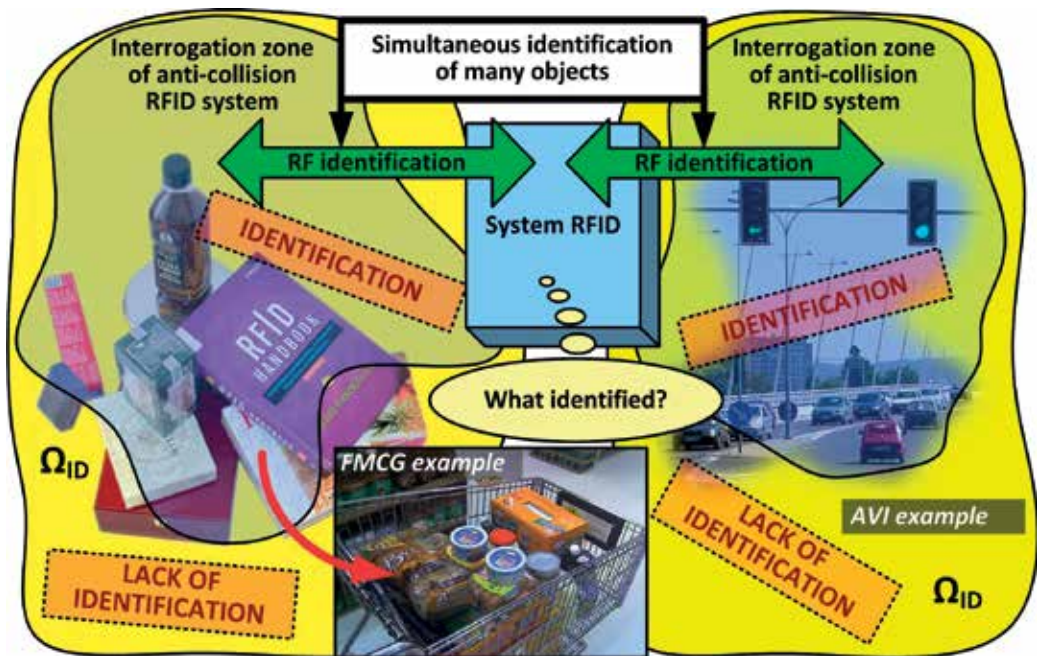 Interrogation zone
of anti-collision
RFID system
Simultaneous identification
of many objects
Interrogation zone
of anti-collision
RFID system
RF identification
RF identification
System RFID
IDENTIFICATION
IDENTIFICATION
RFID
HANDBOOK
What identified?
Ω_ID
FMCG example
AVI example
LACK OF
IDENTIFICATION
LACK OF
IDENTIFICATION
Ω_ID